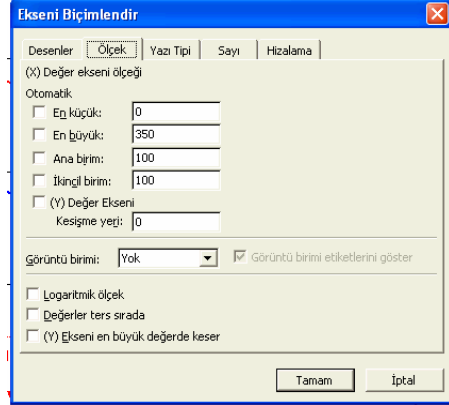 Ekseni Biçimlendir
Desenler Ölçek Yazı Tipi Sayı Hizalama
(X) Değer ekseni ölçeği
Otomatik
En küçük: 0
En büyük: 350
Ana birim: 100
İkincil birim: 100
(Y) Değer Ekseni
Kesişme yeri: 0
Görüntü birimi: Yok Görüntü birimi etiketlerini göster
Logaritmik ölçek
Değerler ters sırada
(Y) Ekseni en büyük değerde keser
Tamam İptal